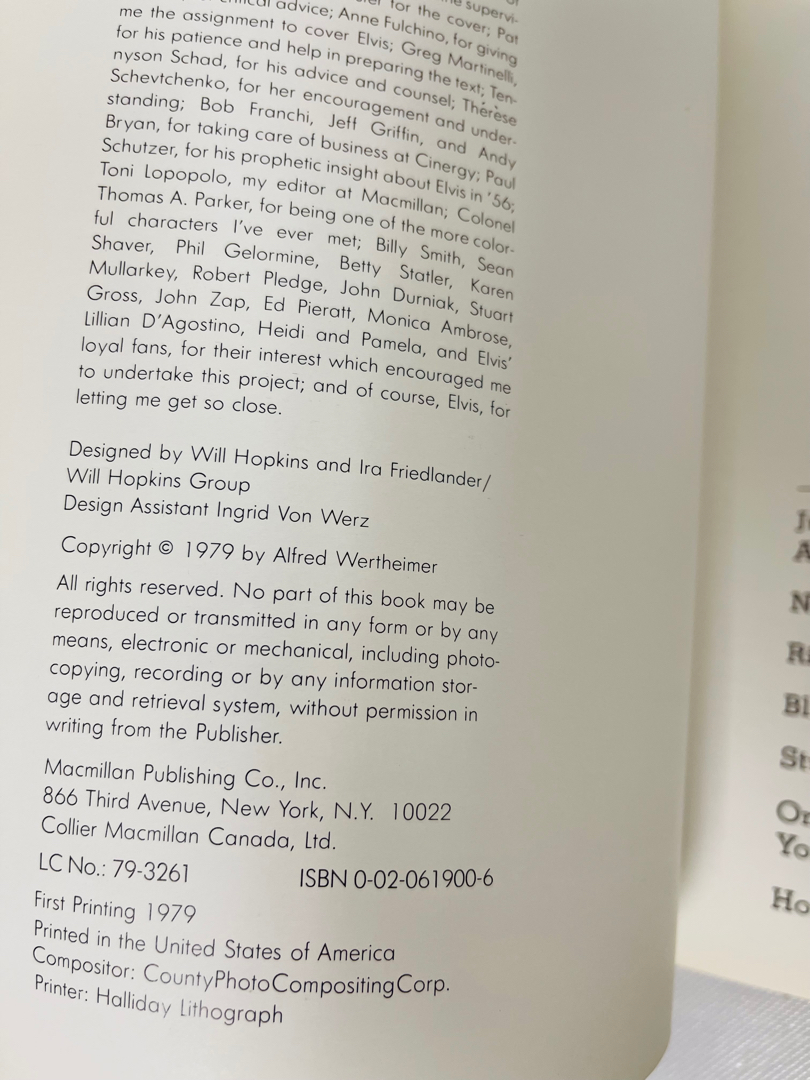 for the cover; Pat
advice; Anne Fulchino, for giving
me the assignment to cover Elvis; Greg Martinelli,
for his patience and help in preparing the text; Ten-
nyson Schad, for his advice and counsel; Thérèse
Schevtchenko, for her encouragement and under-
standing; Bob Franchi, Jeff Griffin, and Andy
Bryan, for taking care of business at Cinergy; Paul
Schutzer, for his prophetic insight about Elvis in '56;
Toni Lopopolo, my editor at Macmillan; Colonel
Thomas A. Parker, for being one of the more color-
ful characters I've ever met; Billy Smith, Sean
Shaver, Phil Gelormine, Betty Statler, Karen
Mullarkey, Robert Pledge, John Durniak, Stuart
Gross, John Zap, Ed Pieratt, Monica Ambrose,
Lillian D'Agostino, Heidi and Pamela, and Elvis'
loyal fans, for their interest which encouraged me
to undertake this project; and of course, Elvis, for
letting me get so close.
Designed by Will Hopkins and Ira Friedlander/
Will Hopkins Group
Design Assistant Ingrid Von Werz
Copyright © 1979 by Alfred Wertheimer
All rights reserved. No part of this book may be
reproduced or transmitted in any form or by any
means, electronic or mechanical, including photo-
copying, recording or by any information stor-
age and retrieval system, without permission in
writing from the Publisher.
Macmillan Publishing Co., Inc.
866 Third Avenue, New York, N.Y. 10022
Collier Macmillan Canada, Ltd.
LC No.: 79-3261 ISBN 0-02-061900-6
First Printing 1979
Printed in the United States of America
Compositor: CountyPhotoCompositingCorp.
Printer: Halliday Lithograph